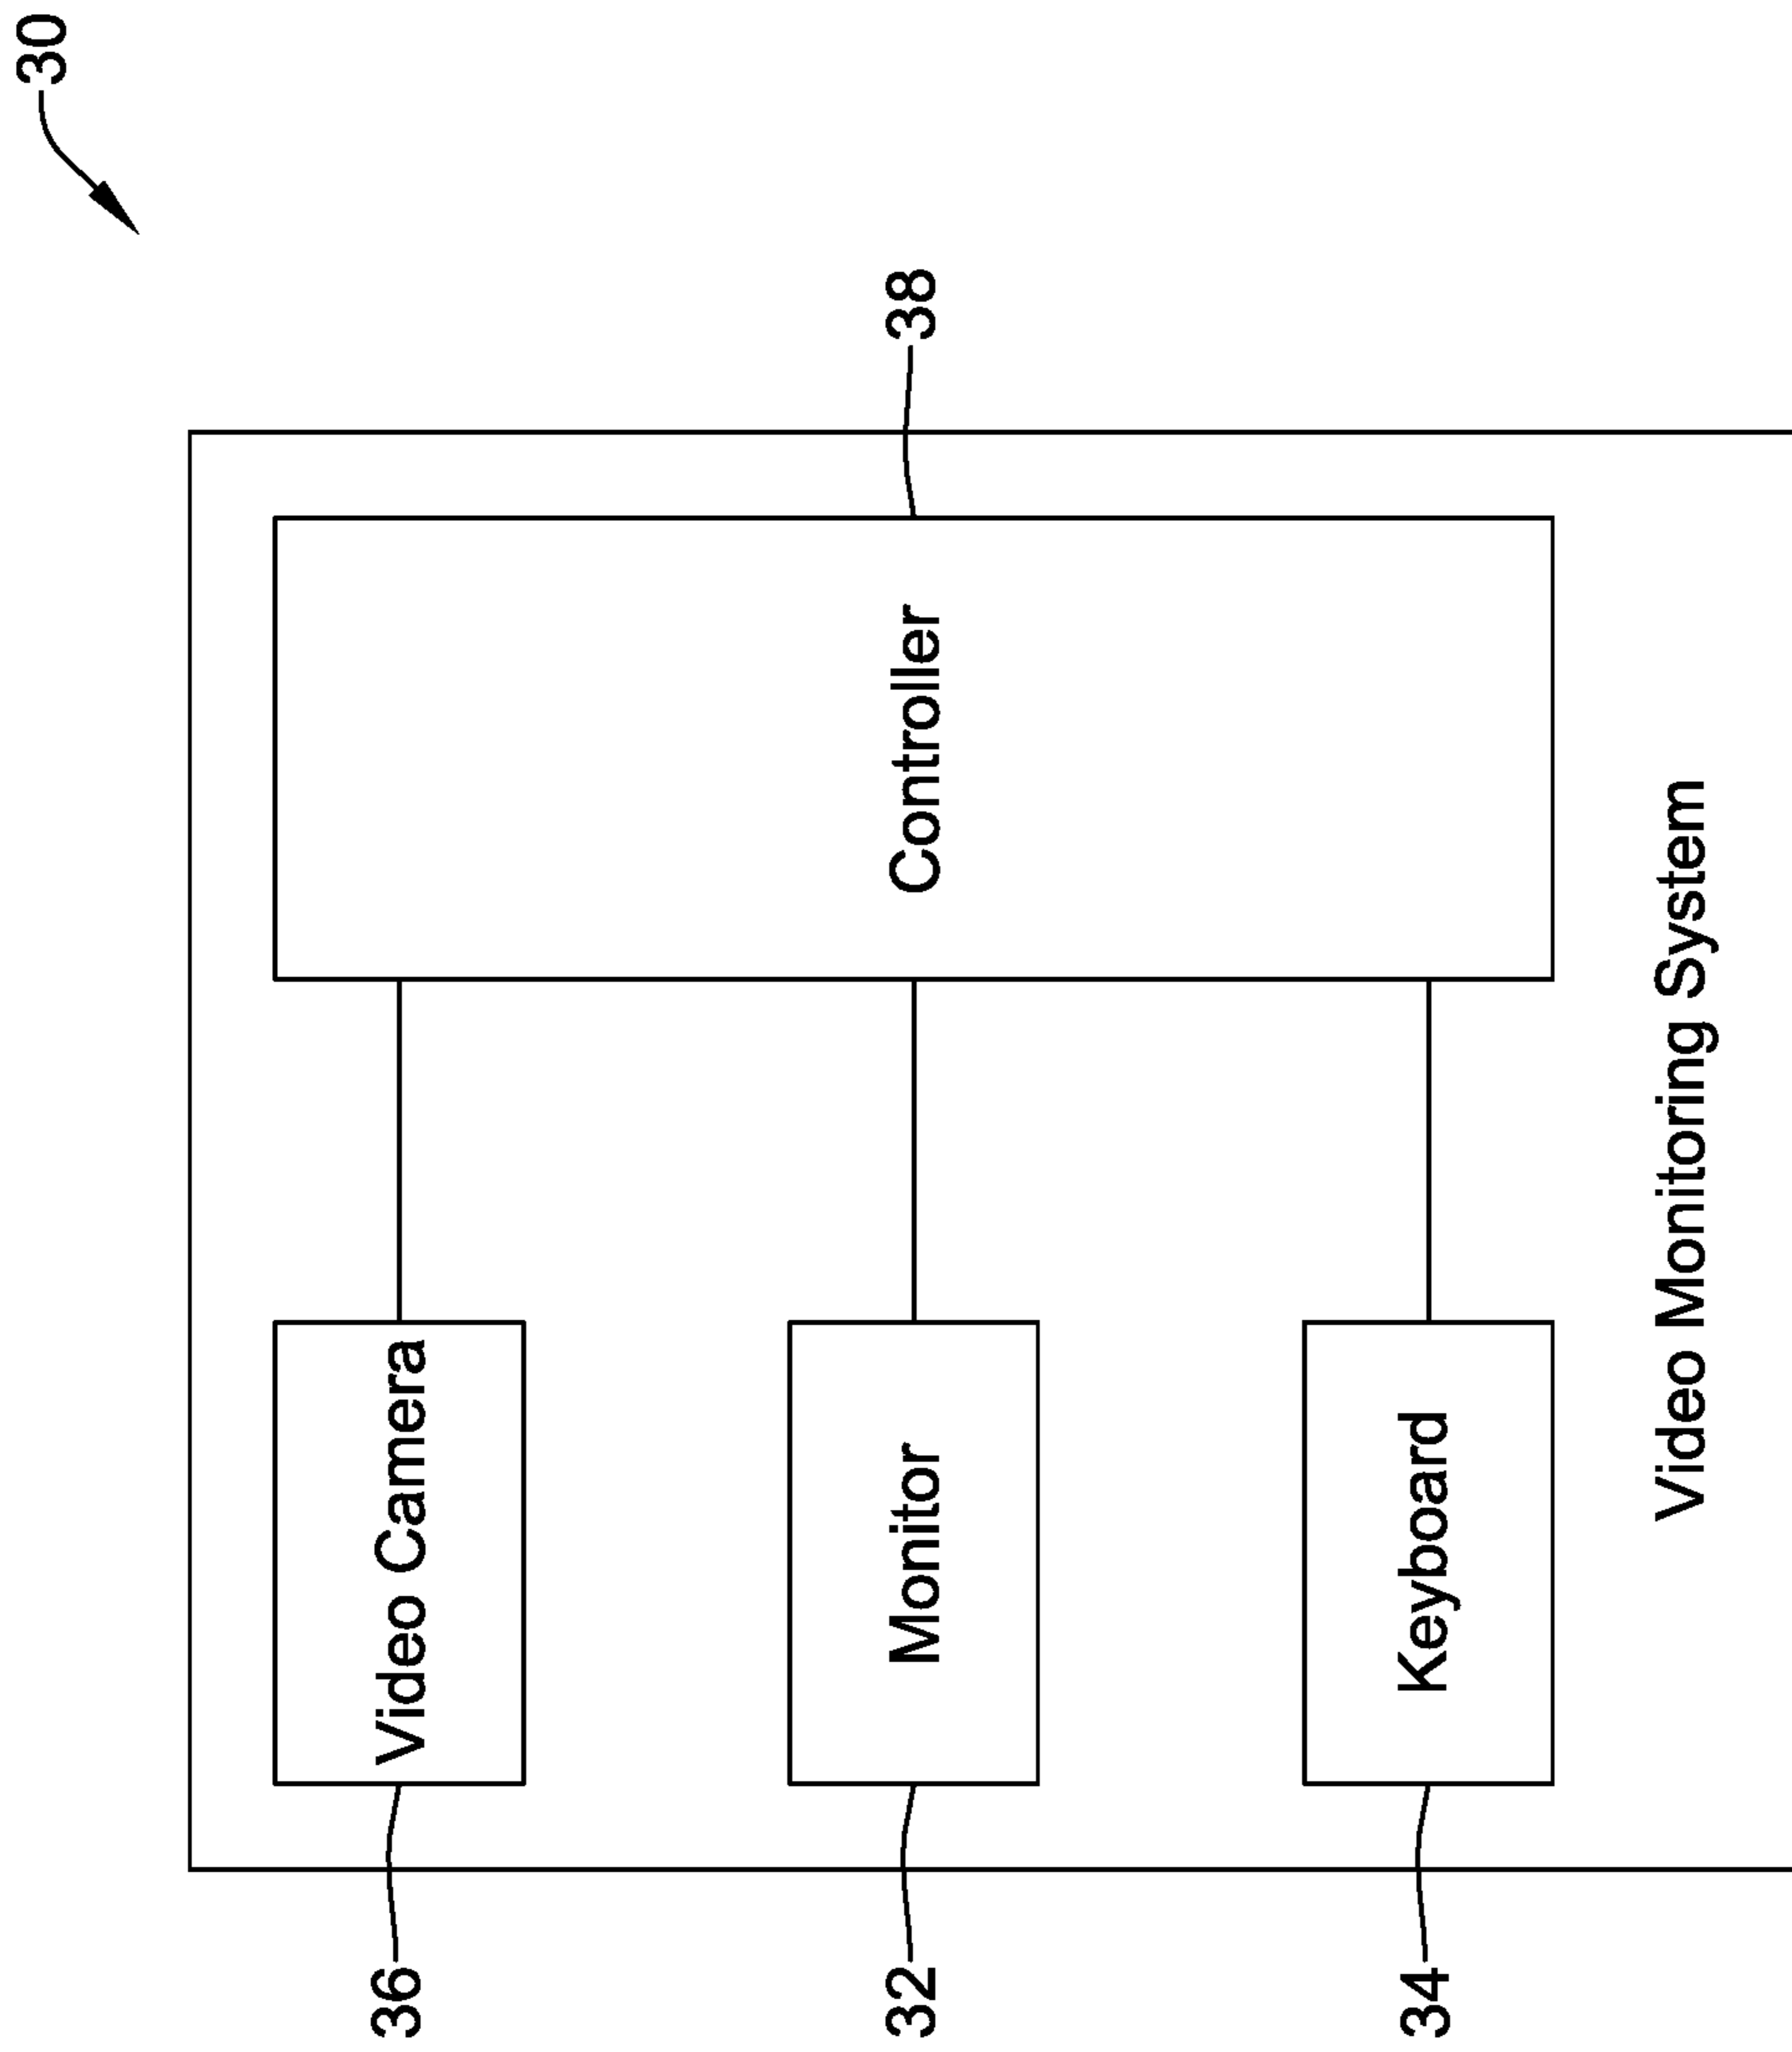 30
36
Video Camera
32
Monitor
Controller
38
34
Keyboard
Video Monitoring System